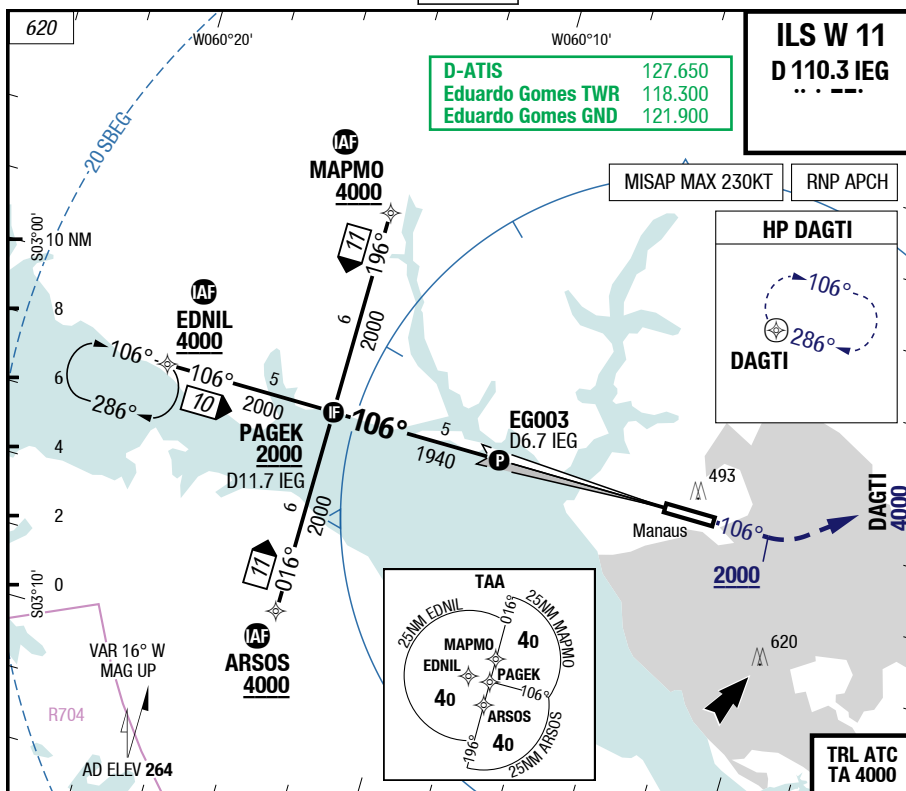 620
W060°20'
W060°10'
ILS W 11
D 110.3 IEG
D-ATIS 127.650
Eduardo Gomes TWR 118.300
Eduardo Gomes GND 121.900
20 SBEG
IAF
MAPMO
4000
MISAP MAX 230KT
RNP APCH
HP DAGTI
106°
286°
DAGTI
S03°00'
10 NM
8
6
4
2
0
S03°10'
11
196°
6
2000
IAF
EDNIL
4000
106°
286°
106°
10
5
2000
IF
PAGEK
2000
D11.7 IEG
106°
5
1940
EG003
D6.7 IEG
P
493
Manaus
106°
2000
DAGTI
4000
6
2000
11
016°
IAF
ARSOS
4000
620
TAA
25NM EDNIL
016°
25NM MAPMO
MAPMO
40
EDNIL
PAGEK
106°
40
ARSOS
196°
40
25NM ARSOS
VAR 16° W
MAG UP
R704
AD ELEV 264
TRL ATC
TA 4000